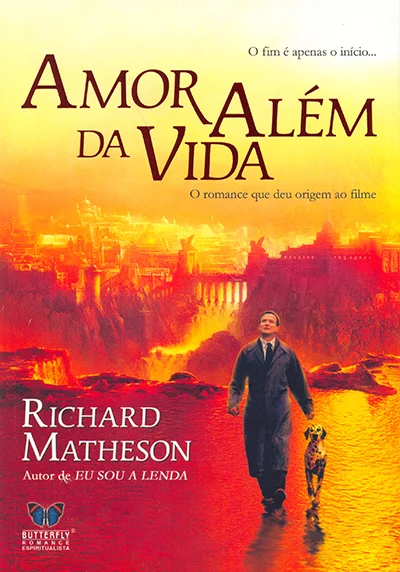 O fim é apenas o início...
AMOR ALÉM
DA VIDA
O romance que deu origem ao filme
RICHARD
MATHESON
Autor de EU SOU A LENDA
BUTTERFLY ®
ROMANCE
ESPIRITUALISTA